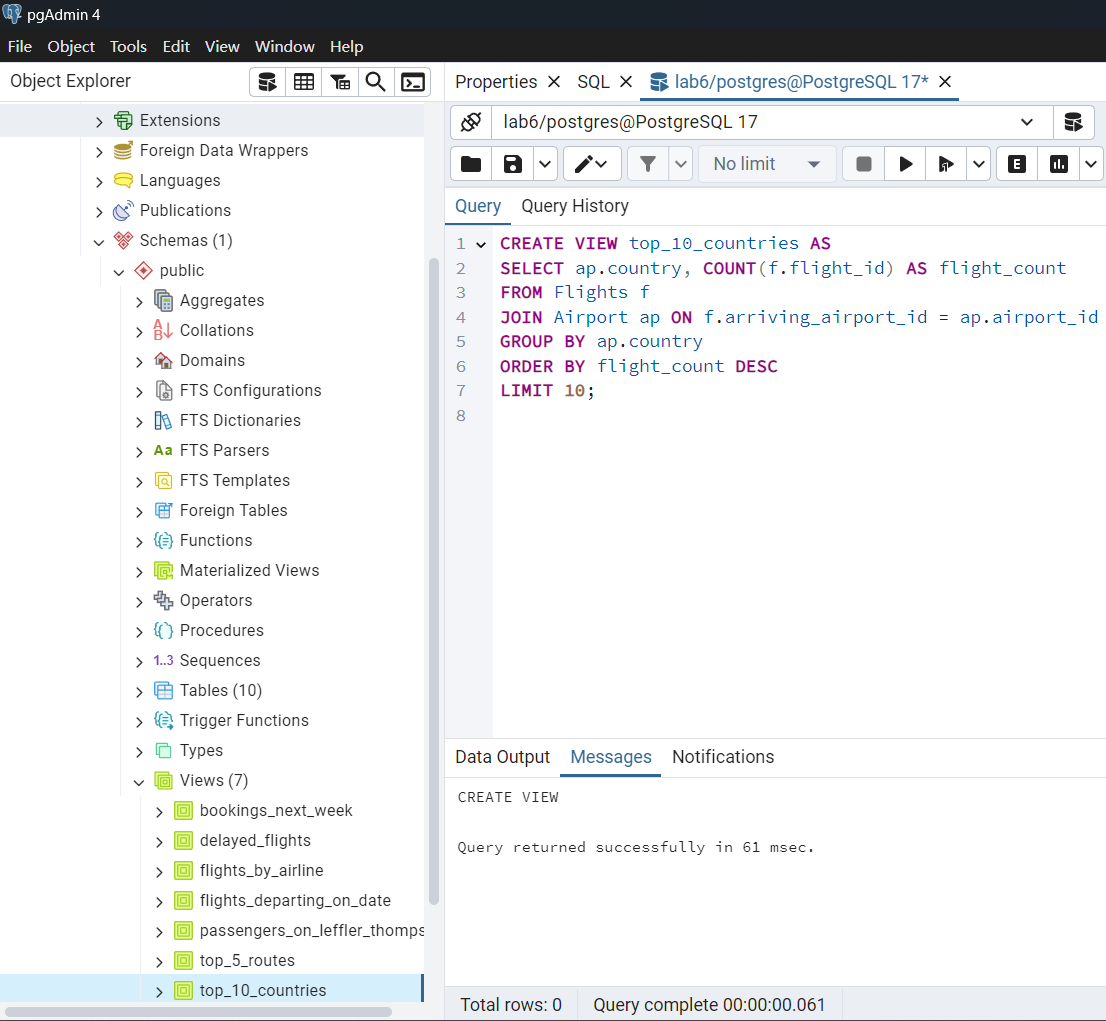 pgAdmin 4
File Object Tools Edit View Window Help
Object Explorer
Extensions
Foreign Data Wrappers
Languages
Publications
Schemas (1)
public
Aggregates
Collations
Domains
FTS Configurations
FTS Dictionaries
Aa FTS Parsers
FTS Templates
Foreign Tables
Functions
Materialized Views
Operators
Procedures
1..3 Sequences
Tables (10)
Trigger Functions
Types
Views (7)
bookings_next_week
delayed_flights
flights_by_airline
flights_departing_on_date
passengers_on_leffler_thomps
top_5_routes
top_10_countries
Properties SQL lab6/postgres@PostgreSQL 17*
lab6/postgres@PostgreSQL 17
No limit E
Query Query History
1 CREATE VIEW top_10_countries AS
2 SELECT ap.country, COUNT(f.flight_id) AS flight_count
3 FROM Flights f
4 JOIN Airport ap ON f.arriving_airport_id = ap.airport_id
5 GROUP BY ap.country
6 ORDER BY flight_count DESC
7 LIMIT 10;
8
Data Output Messages Notifications
CREATE VIEW
Query returned successfully in 61 msec.
Total rows: 0 Query complete 00:00:00.061